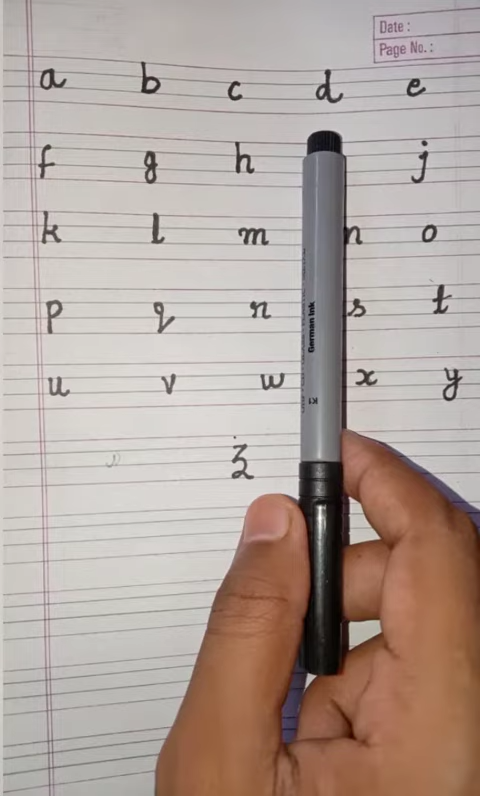 Date :
Page No. :
a b c d e
f g h j
k l m n o
p q r s t
u v w x y
z
German Ink